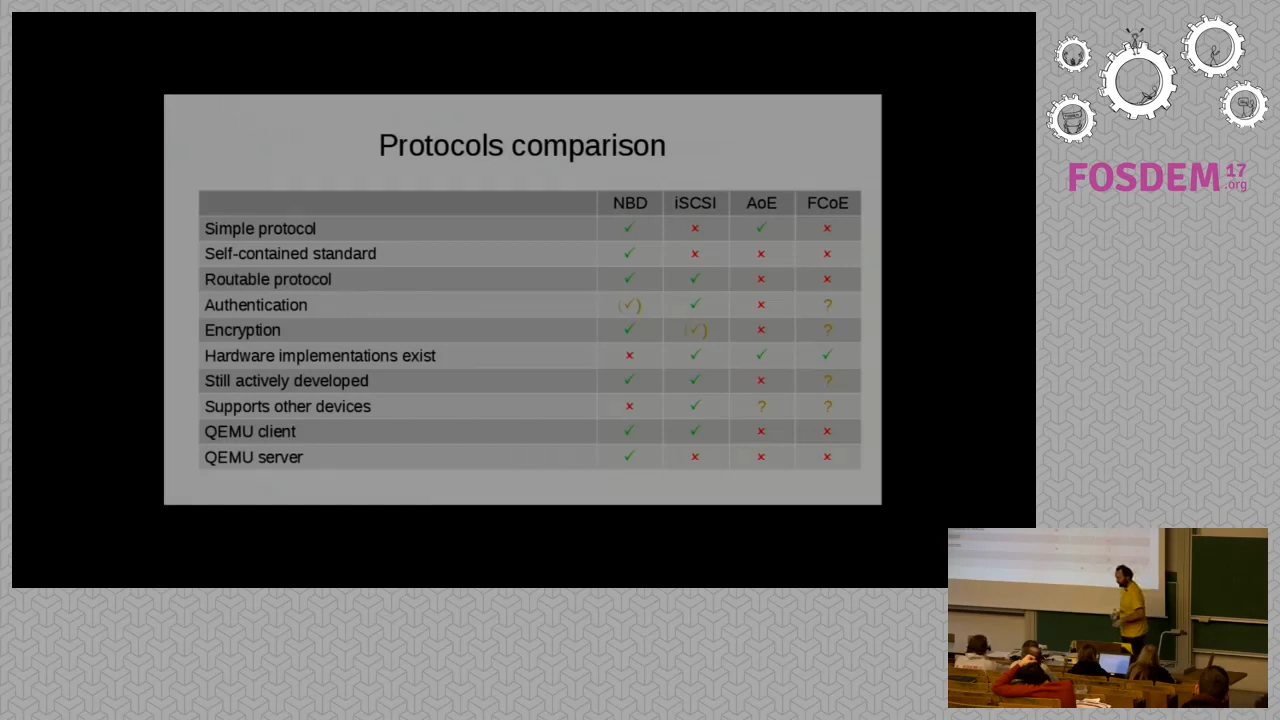 Protocols comparison
NBD iSCSI AoE FCoE
Simple protocol ✓ × ✓ ×
Self-contained standard ✓ × × ×
Routable protocol ✓ ✓ × ×
Authentication (✓) ✓ × ?
Encryption ✓ (✓) × ?
Hardware implementations exist × ✓ ✓ ✓
Still actively developed ✓ ✓ × ?
Supports other devices × ✓ ? ?
QEMU client ✓ ✓ × ×
QEMU server ✓ × × ×
FOSDEM 17
.org